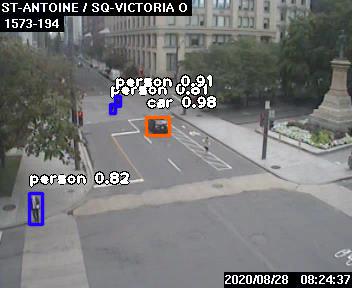 ST-ANTOINE / SQ-VICTORIA O
1573-194
person 0.91
person 0.81
car 0.98
person 0.82
2020/08/28 08:24:37